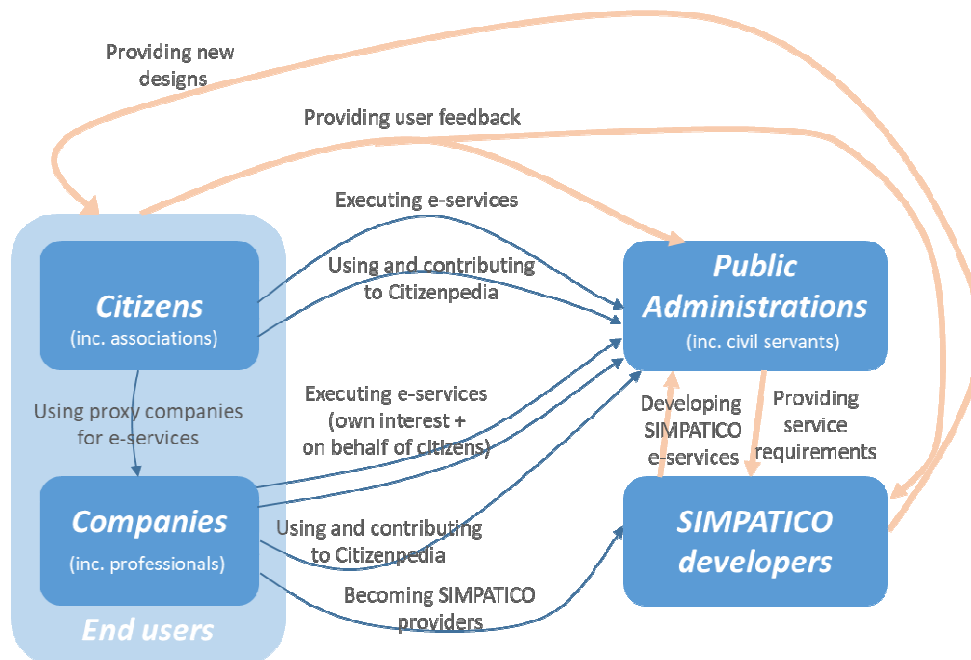 Providing new
designs
Providing user feedback
Executing e-services
Using and contributing
to Citizenpedia
Citizens
(inc. associations)
Public
Administrations
(inc. civil servants)
Using proxy companies
for e-services
Executing e-services
(own interest +
on behalf of citizens)
Developing
SIMPATICO
e-services
Providing
service
requirements
Companies
(inc. professionals)
Using and contributing
to Citizenpedia
SIMPATICO
developers
Becoming SIMPATICO
providers
End users